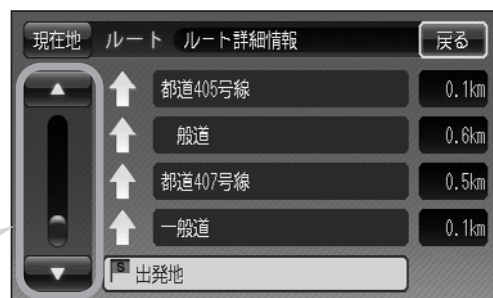 現在地 ルート ルート詳細情報 戻る
都道405号線 0.1km
般道 0.6km
都道407号線 0.5km
一般道 0.1km
S 出発地